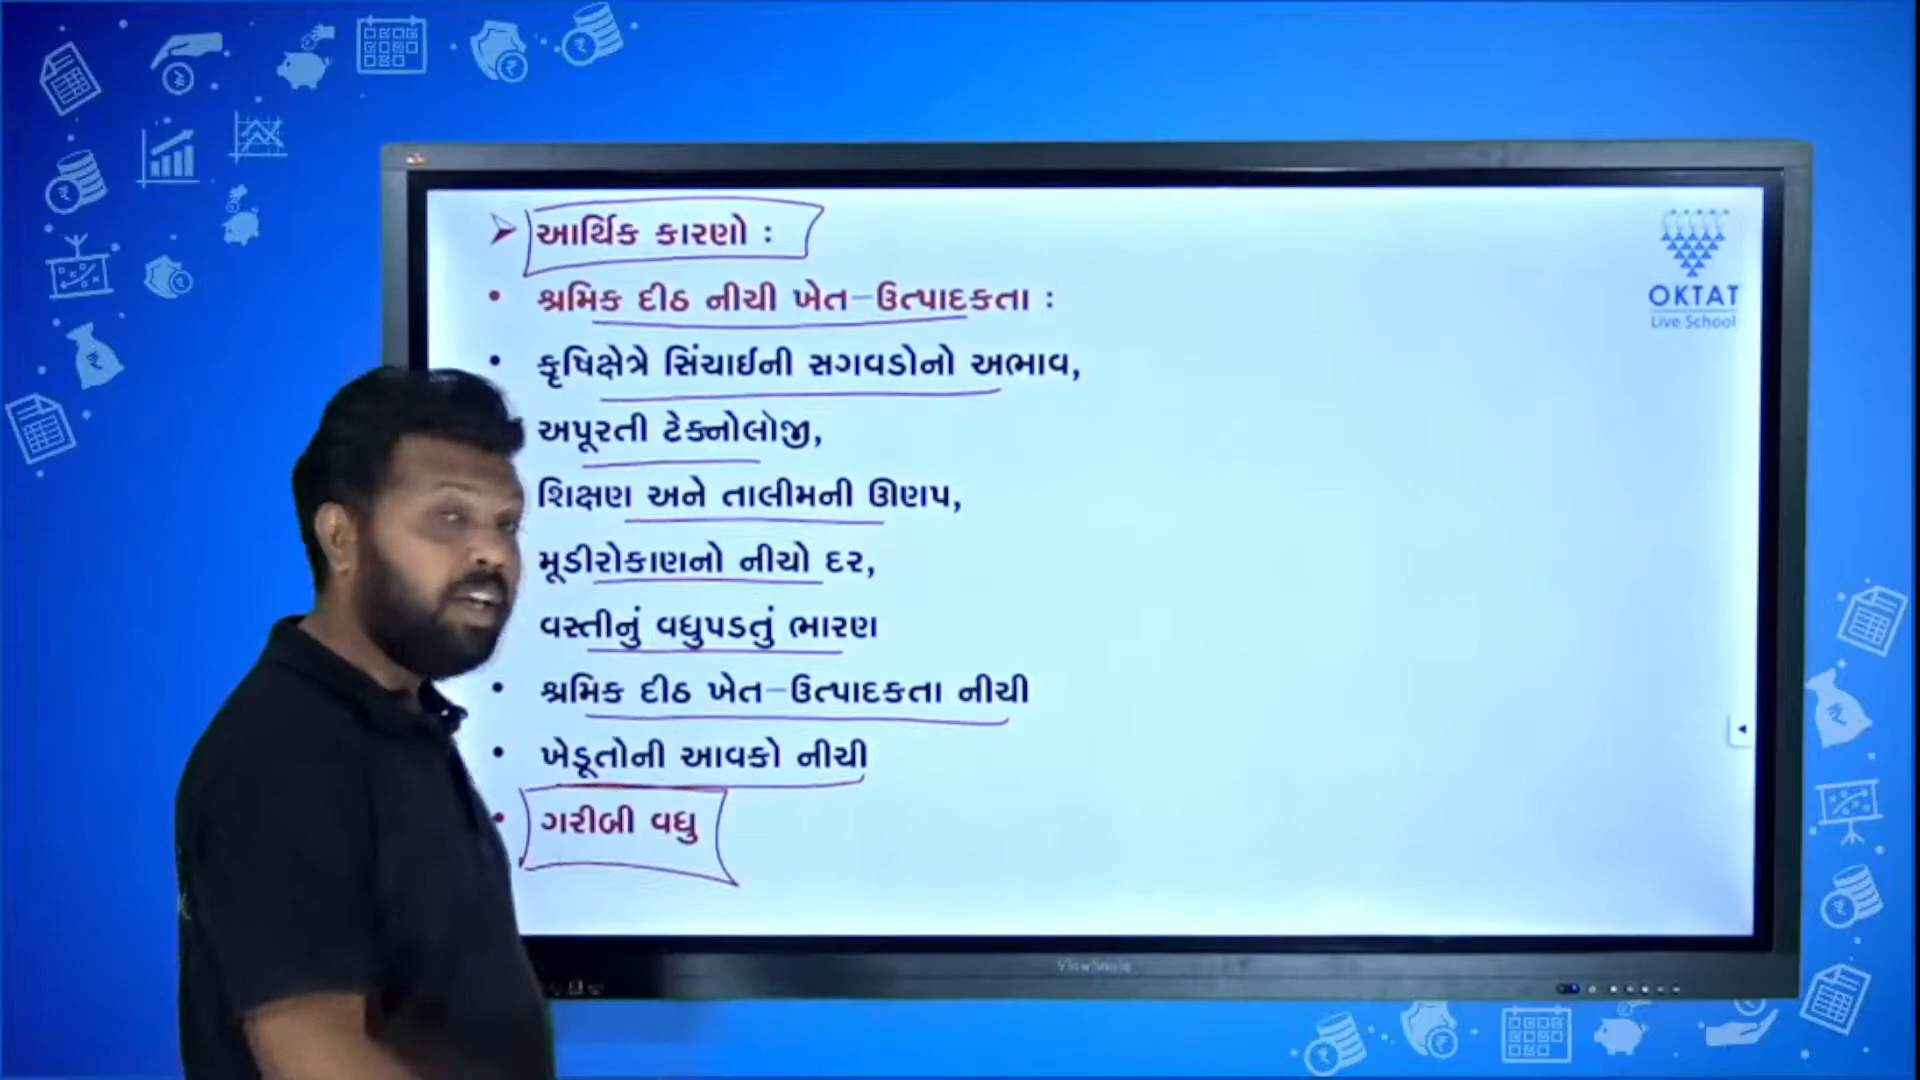 આર્થિક કારણો :
શ્રમિક દીઠ નીચી ખેત-ઉત્પાદકતા :
કૃષિક્ષેત્રે સિંચાઈની સગવડોનો અભાવ,
અપૂરતી ટેક્નોલોજી,
શિક્ષણ અને તાલીમની ઊણપ,
મૂડીરોકાણનો નીચો દર,
વસ્તીનું વધુપડતું ભારણ
શ્રમિક દીઠ ખેત-ઉત્પાદકતા નીચી
ખેડૂતોની આવકો નીચી
ગરીબી વધુ
OKTAT
Live School
ViewSonic